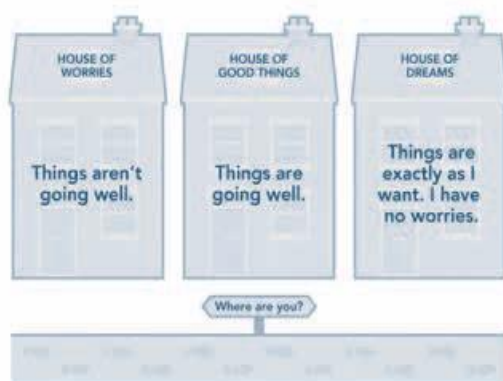 HOUSE OF
WORRIES
Things aren't
going well.
HOUSE OF
GOOD THINGS
Things are
going well.
HOUSE OF
DREAMS
Things are
exactly as I
want. I have
no worries.
Where are you?